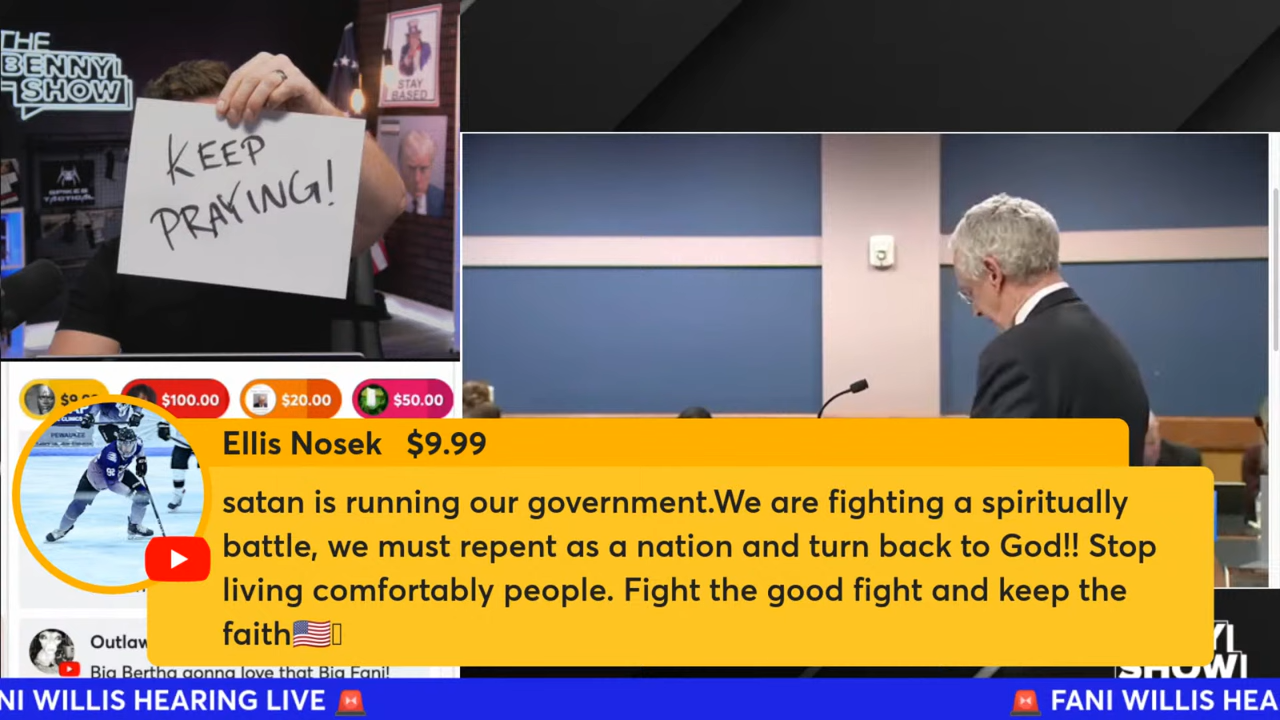 THE
BENNY
SHOW
STAY
BASED
SPIKE'S
TACTICAL
KEEP
PRAYING!
$100.00
$20.00
$50.00
Ellis Nosek $9.99
satan is running our government.We are fighting a spiritually
battle, we must repent as a nation and turn back to God!! Stop
living comfortably people. Fight the good fight and keep the
faith🇺🇸
Outlaw
Big Bertha gonna love that Big Fani!
SHOW
NI WILLIS HEARING LIVE 🚨
🚨 FANI WILLIS HEA